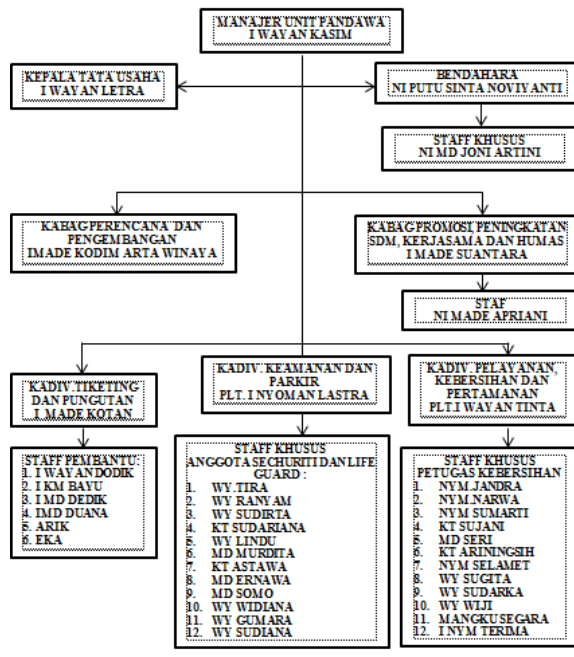 MANAJER UNIT PANDAWA
I WAYAN KASIM
KEPALA TATA USAHA
I WAYAN LETRA
BENDAHARA
NI PUTU SINTA NOVIYANTI
STAFF KHUSUS
NI MD JONI ARTINI
KABAG PERENCANA DAN
PENGEMBANGAN
IMADE KODIM ARTA WINAYA
KABAG PROMOSI, PENINGKATAN
SDM, KERJASAMA DAN HUMAS
I MADE SUANTARA
STAF
NI MADE APRIANI
KADIV. TIKETING
DAN PUNGUTAN
I MADE KOTAN
KADIV. KEAMANAN DAN
PARKIR
PLT. I NYOMAN LASTRA
KADIV. PELAYANAN,
KEBERSIHAN DAN
PERTAMANAN
PLT.I WAYAN TINTA
STAFF PEMBANTU:
1. I WAYAN DODIK
2. I KM BAYU
3. I MD DEDIK
4. IMD DUANA
5. ARIK
6. EKA
STAFF KHUSUS
ANGGOTA SECHURITI DAN LIFE
GUARD :
1. WY.TIRA
2. WY RANYAM
3. WY SUDIRTA
4. KT SUDARIANA
5. WY LINDU
6. MD MURDITA
7. KT ASTAWA
8. MD ERNAWA
9. MD SOMO
10. WY WIDIANA
11. WY GUMARA
12. WY SUDIANA
STAFF KHUSUS
PETUGAS KEBERSIHAN
1. NYM.JANDRA
2. NYM.NARWA
3. NYM SUMARTI
4. KT SUJANI
5. MD SERI
6. KT ARININGSIH
7. NYM SELAMET
8. WY SUGITA
9. WY SUDARKA
10. WY WIJI
11. MANGKU SEGARA
12. I NYM TERIMA